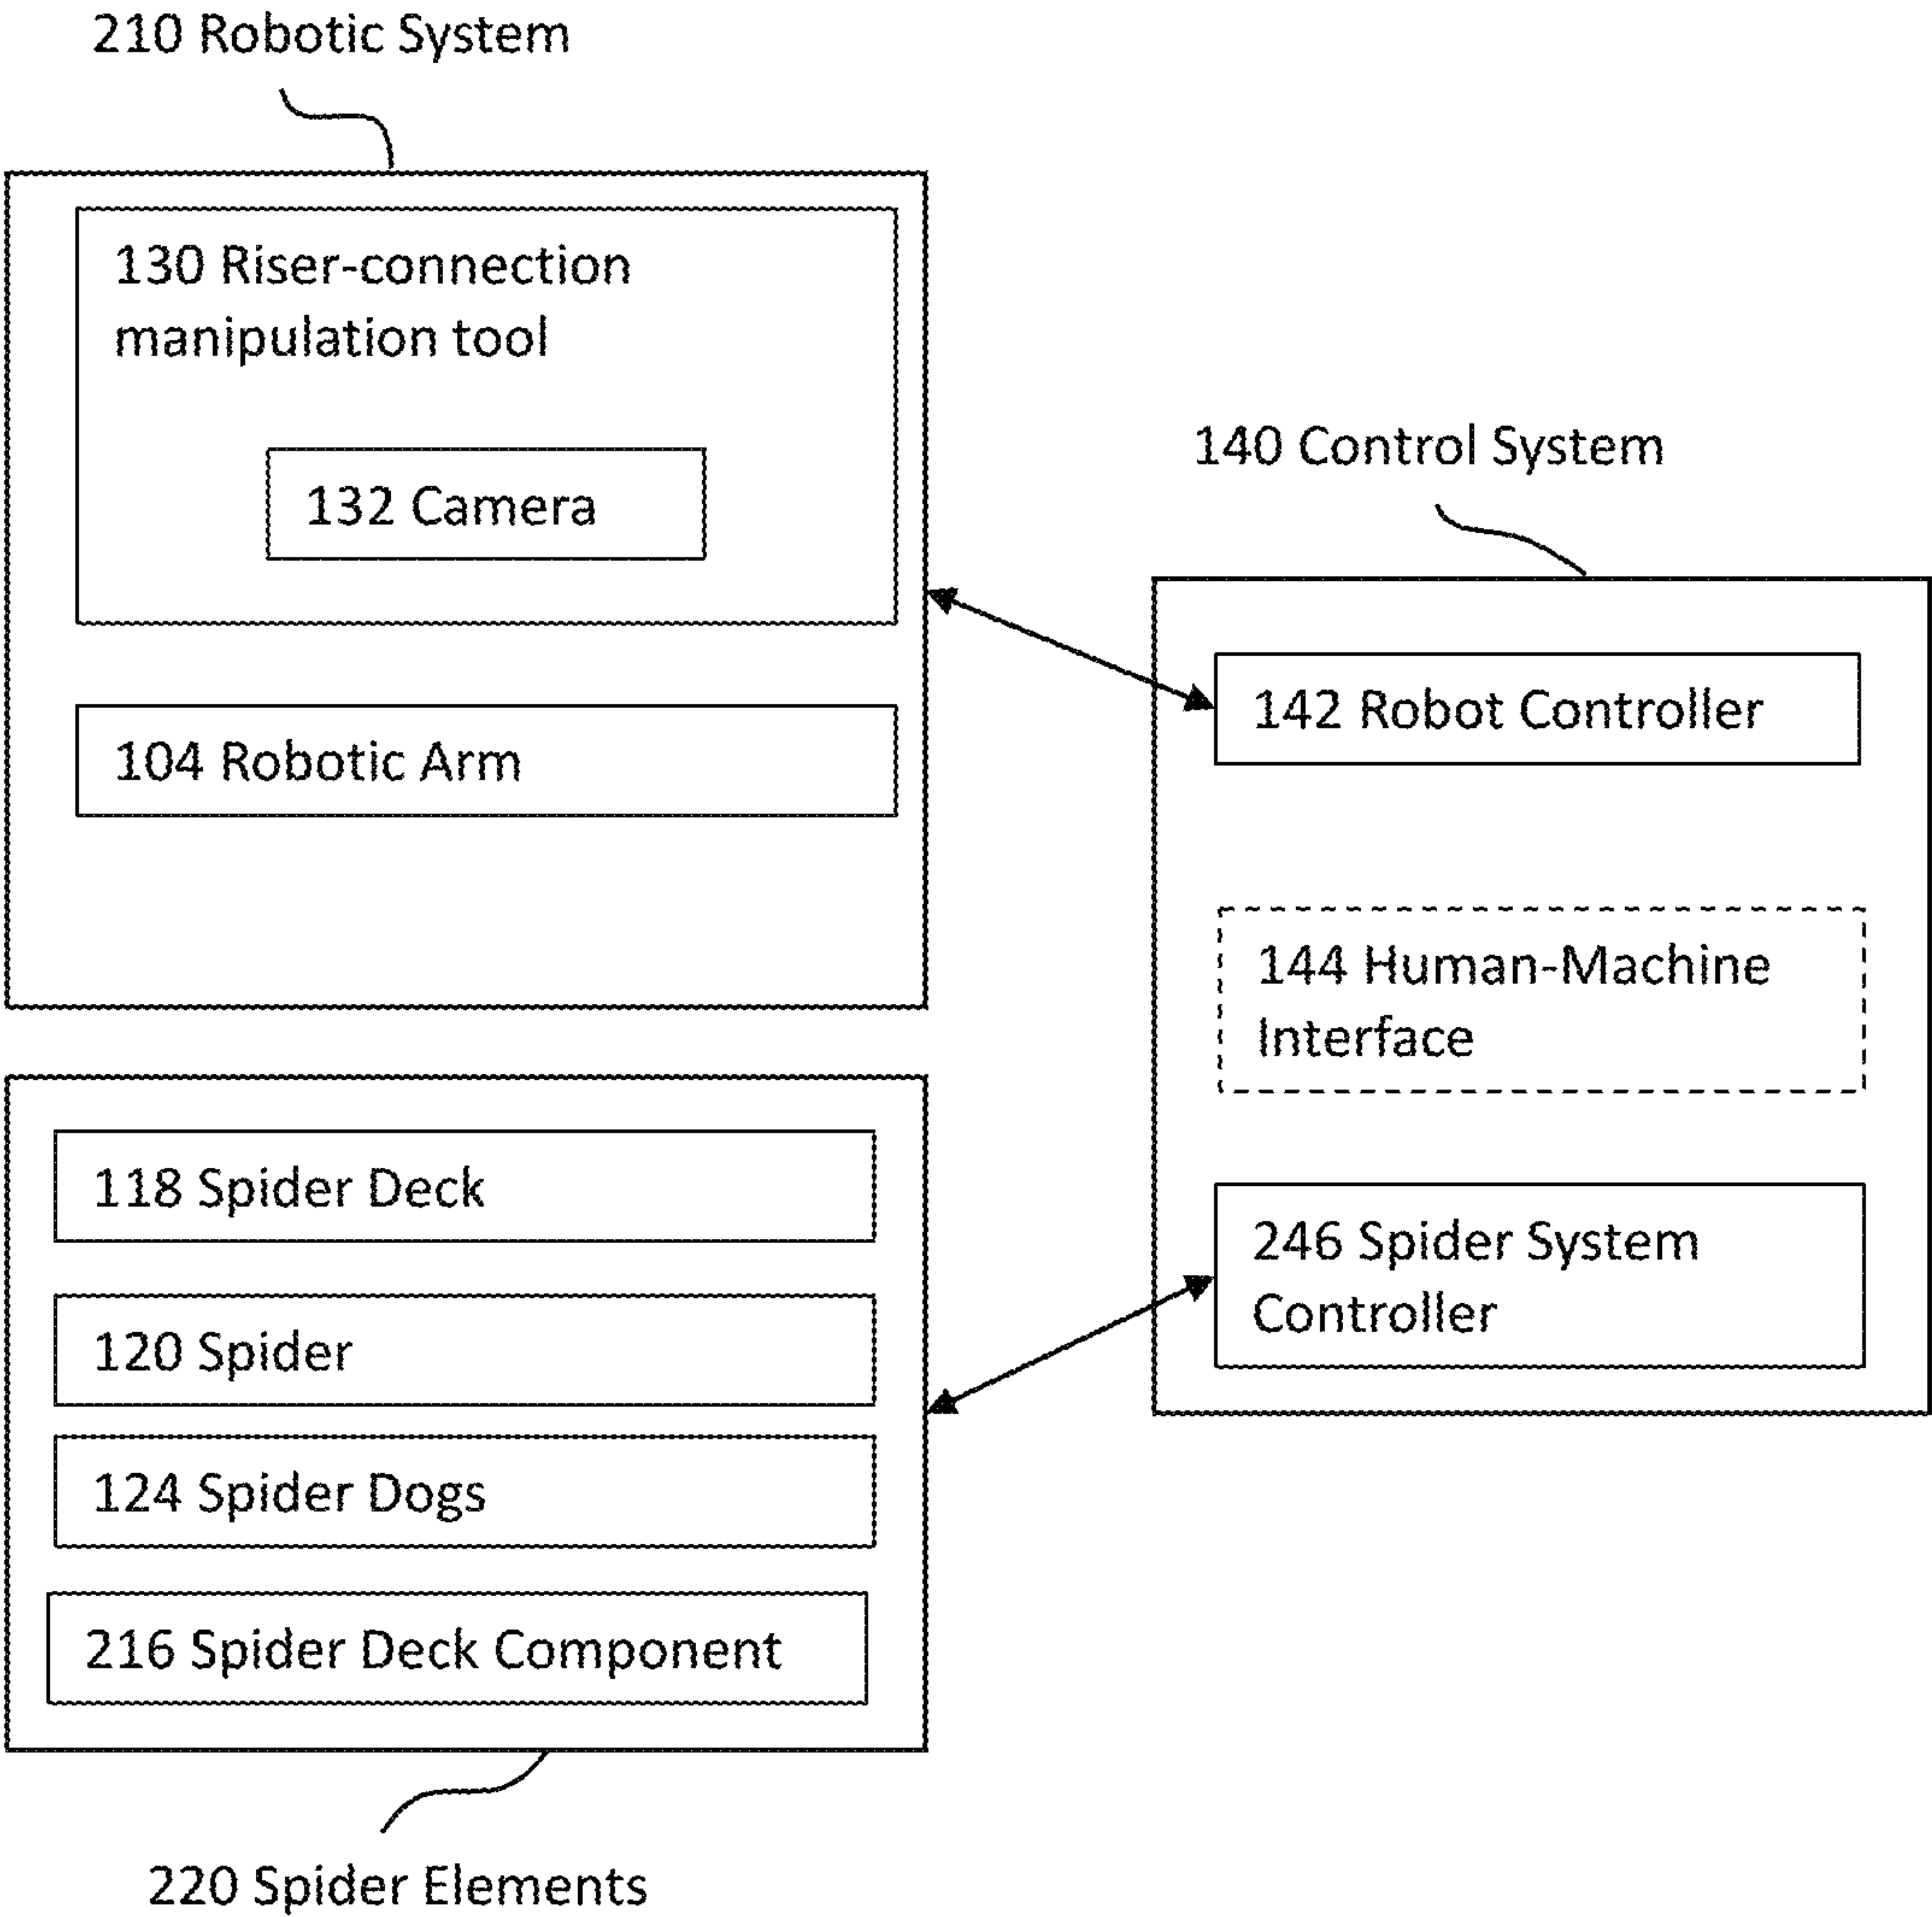 210 Robotic System
130 Riser-connection
manipulation tool
132 Camera
104 Robotic Arm
140 Control System
142 Robot Controller
144 Human-Machine
Interface
246 Spider System
Controller
118 Spider Deck
120 Spider
124 Spider Dogs
216 Spider Deck Component
220 Spider Elements